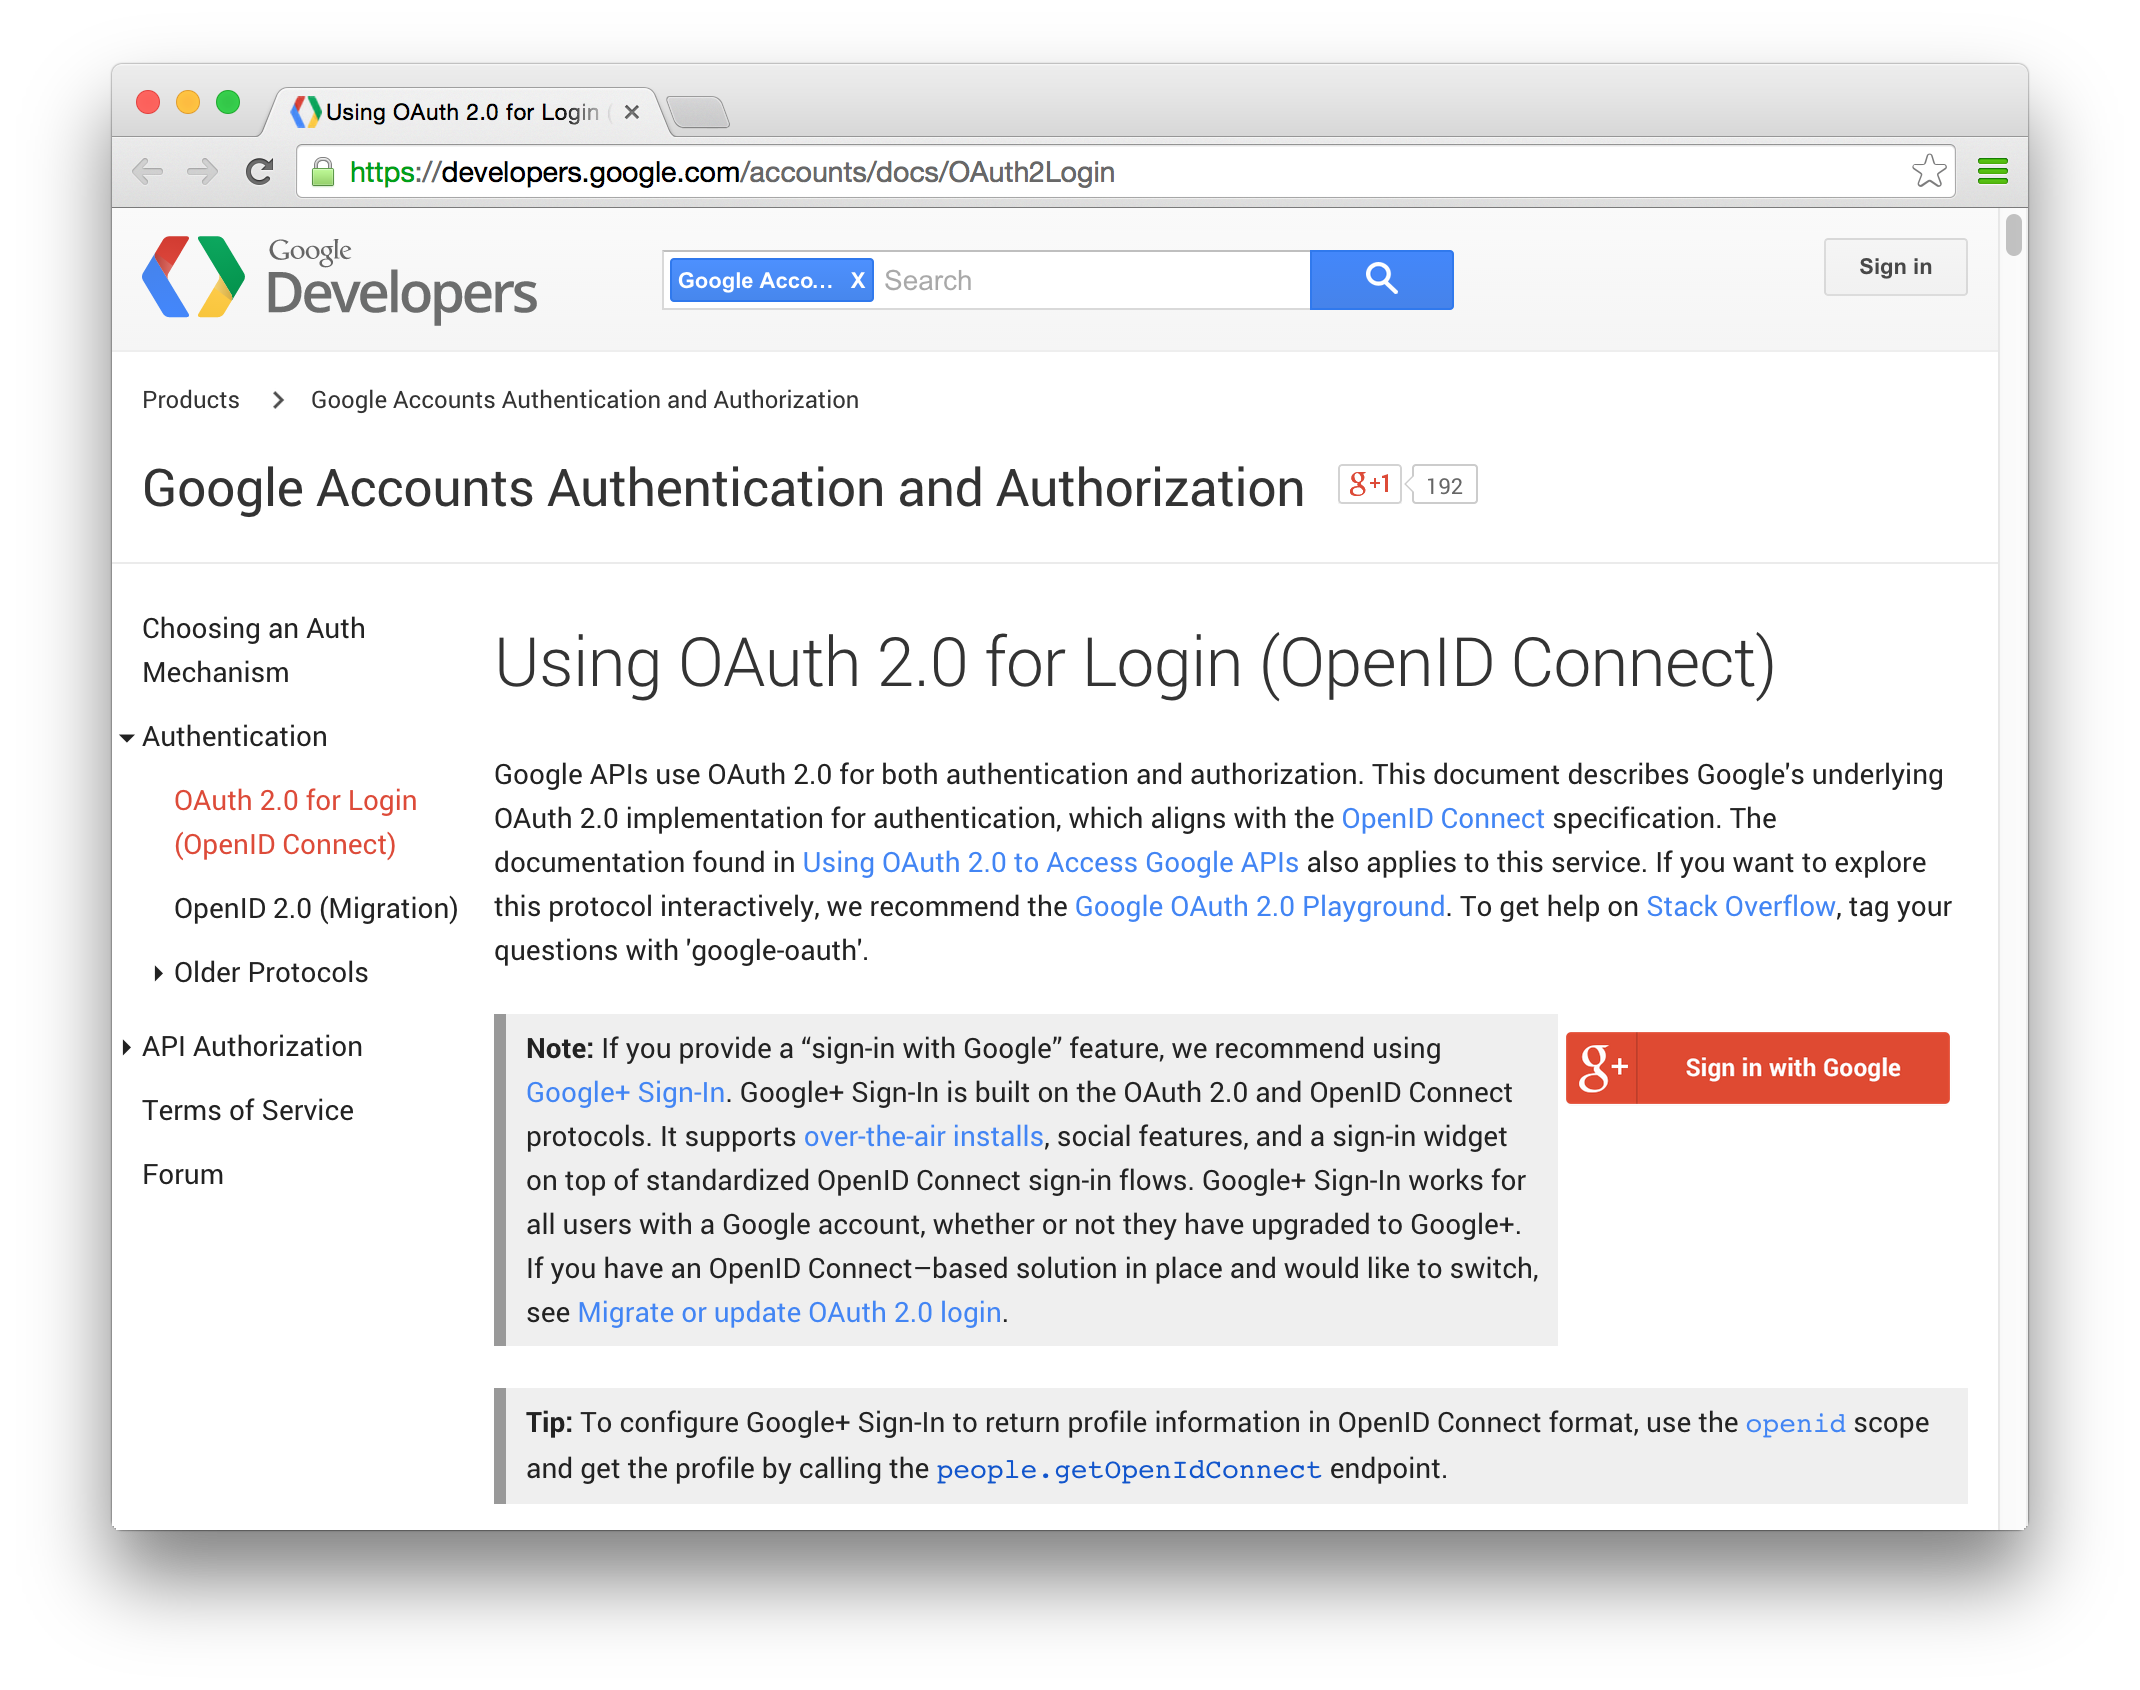 Using OAuth 2.0 for Login
https://developers.google.com/accounts/docs/OAuth2Login
Google
Developers
Google Acco... X Search
Sign in
Products > Google Accounts Authentication and Authorization
Google Accounts Authentication and Authorization g+1 192
Choosing an Auth
Mechanism
Authentication
OAuth 2.0 for Login
(OpenID Connect)
OpenID 2.0 (Migration)
Older Protocols
API Authorization
Terms of Service
Forum
Using OAuth 2.0 for Login (OpenID Connect)
Google APIs use OAuth 2.0 for both authentication and authorization. This document describes Google's underlying
OAuth 2.0 implementation for authentication, which aligns with the OpenID Connect specification. The
documentation found in Using OAuth 2.0 to Access Google APIs also applies to this service. If you want to explore
this protocol interactively, we recommend the Google OAuth 2.0 Playground. To get help on Stack Overflow, tag your
questions with 'google-oauth'.
Note: If you provide a “sign-in with Google” feature, we recommend using
Google+ Sign-In. Google+ Sign-In is built on the OAuth 2.0 and OpenID Connect
protocols. It supports over-the-air installs, social features, and a sign-in widget
on top of standardized OpenID Connect sign-in flows. Google+ Sign-In works for
all users with a Google account, whether or not they have upgraded to Google+.
If you have an OpenID Connect–based solution in place and would like to switch,
see Migrate or update OAuth 2.0 login.
g+ Sign in with Google
Tip: To configure Google+ Sign-In to return profile information in OpenID Connect format, use the openid scope
and get the profile by calling the people.getOpenIdConnect endpoint.